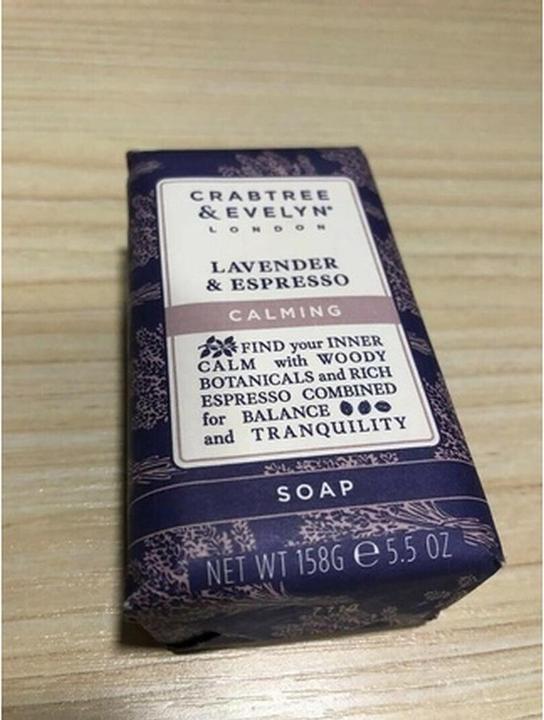 CRABTREE
& EVELYN®
LONDON
LAVENDER
& ESPRESSO
CALMING
FIND your INNER
CALM with WOODY
BOTANICALS and RICH
ESPRESSO COMBINED
for BALANCE
and TRANQUILITY
SOAP
NET WT 158G ℮ 5.5 OZ